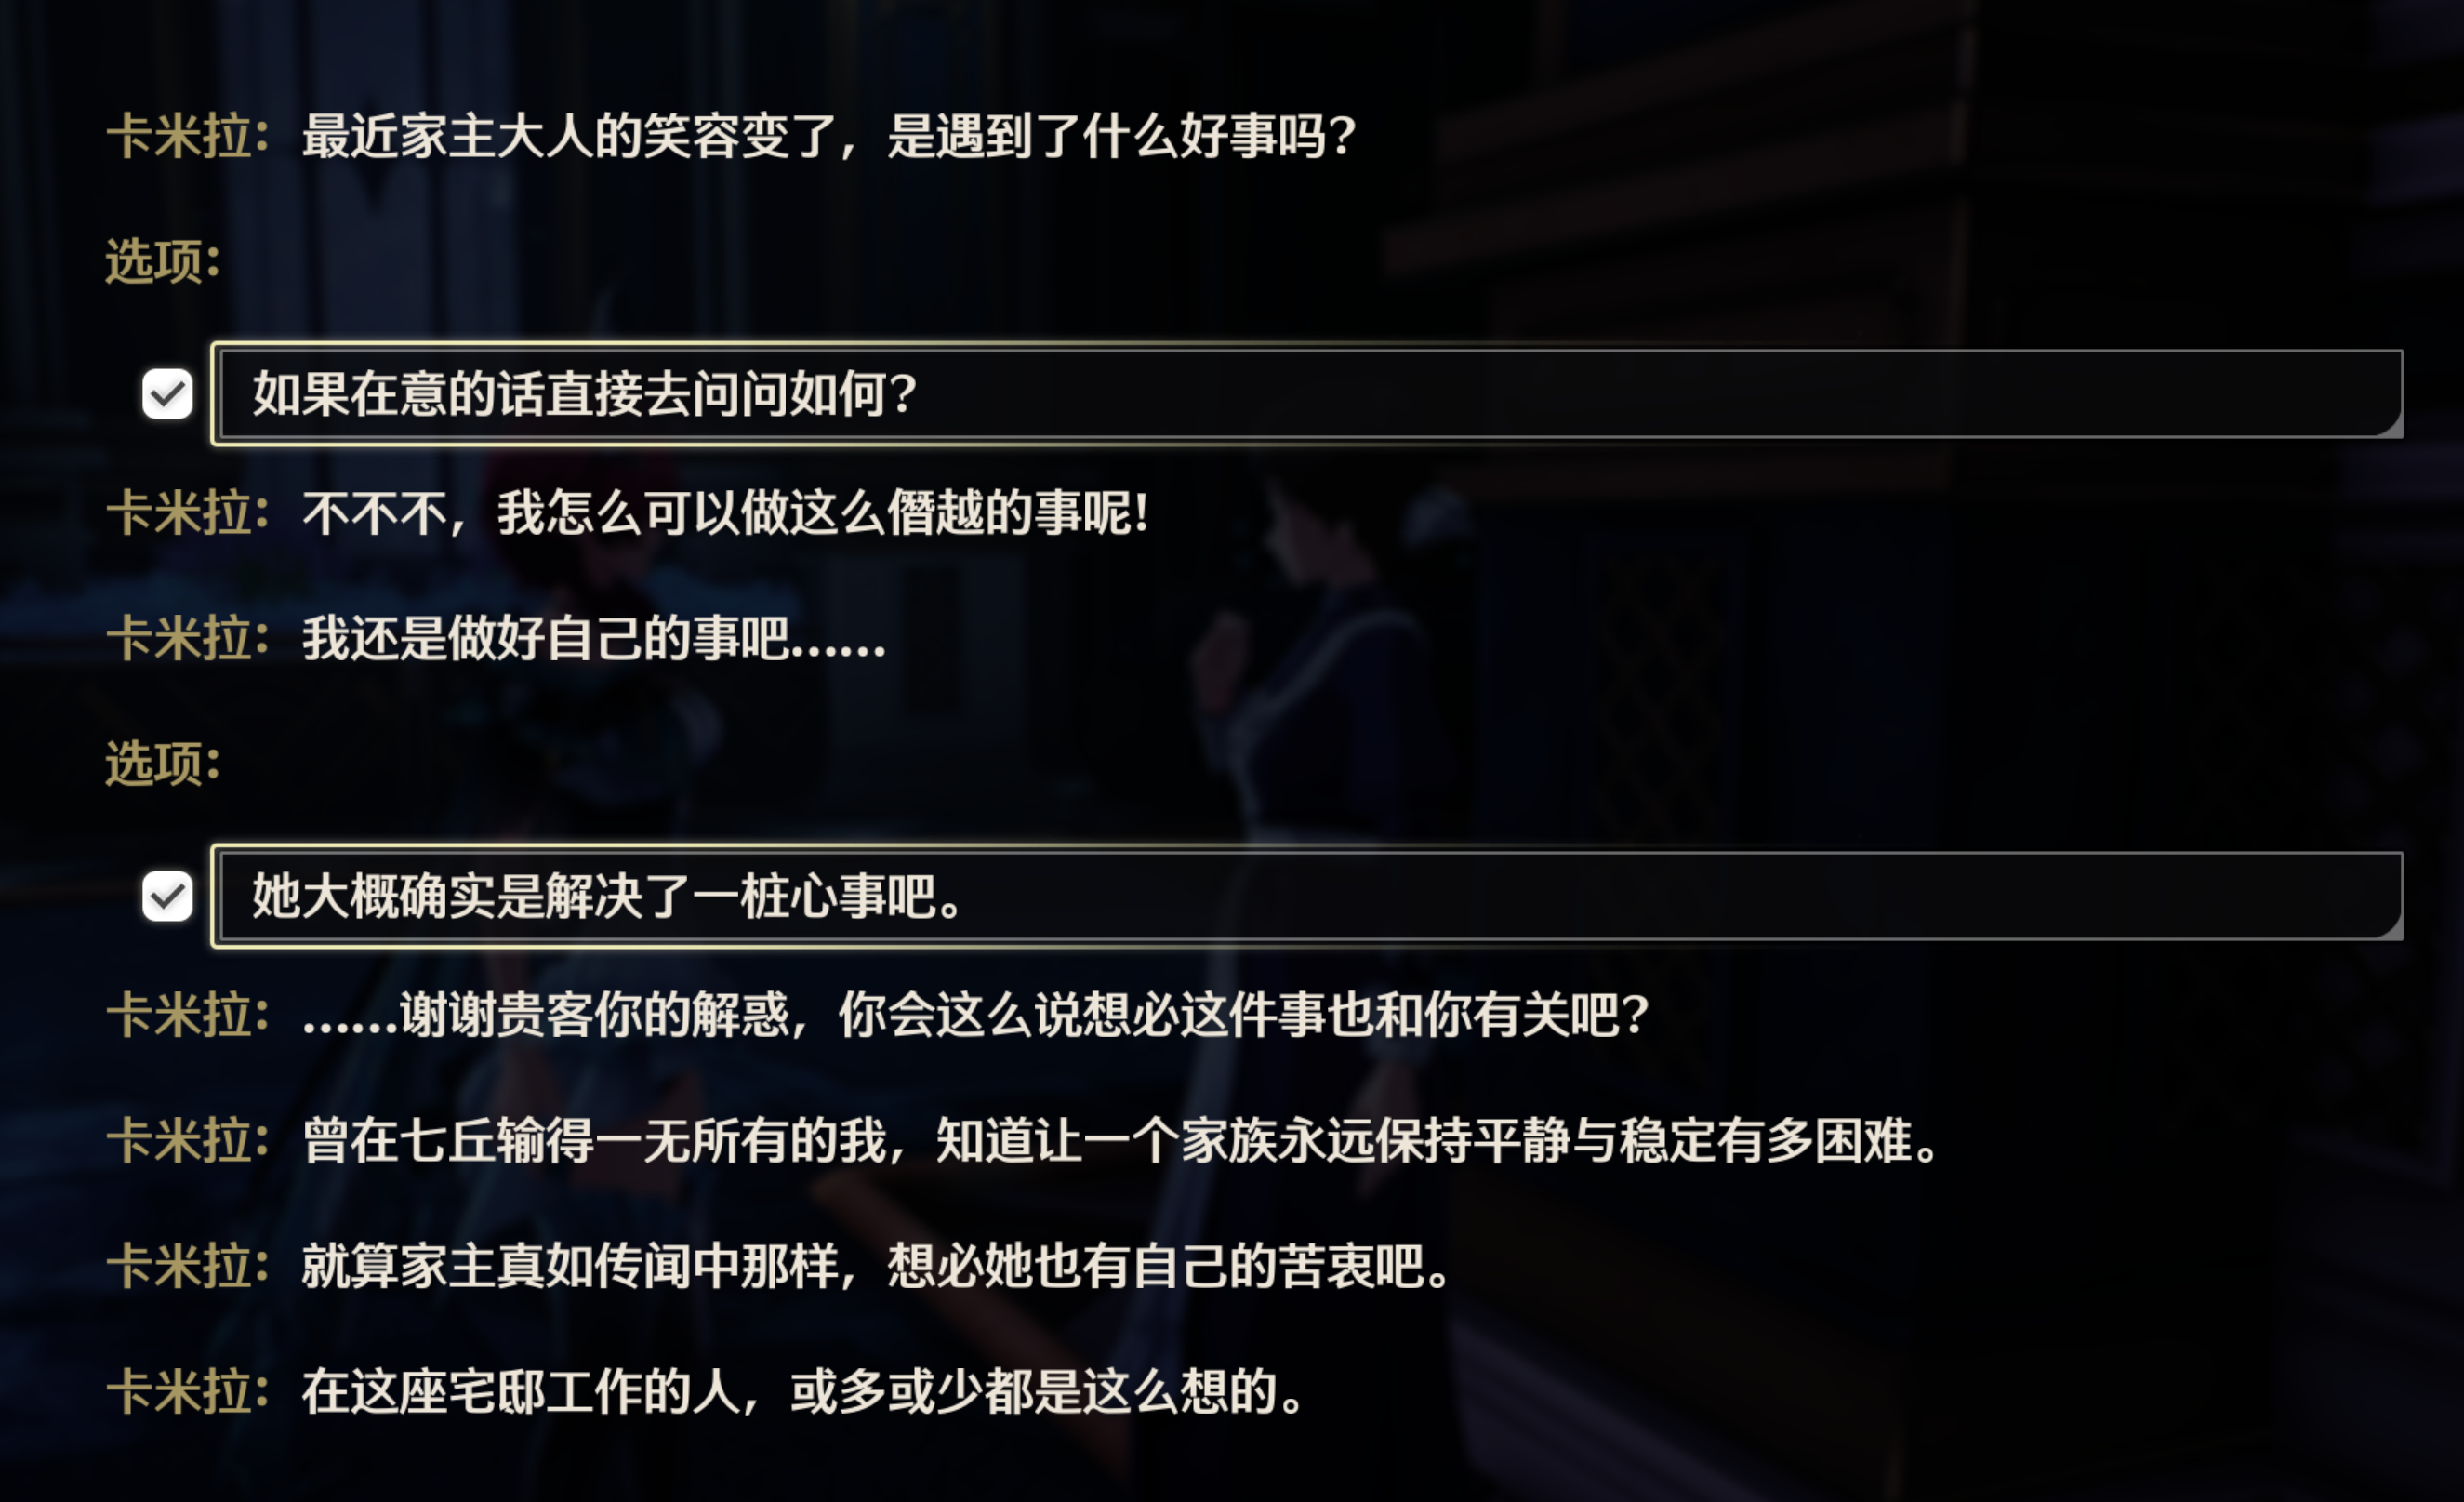 卡米拉：最近家主大人的笑容变了，是遇到了什么好事吗？
选项：
如果在意的话直接去问问如何？
卡米拉：不不不，我怎么可以做这么僭越的事呢！
卡米拉：我还是做好自己的事吧……
选项：
她大概确实是解决了一桩心事吧。
卡米拉：……谢谢贵客你的解惑，你会这么说想必这件事也和你有关吧？
卡米拉：曾在七丘输得一无所有的我，知道让一个家族永远保持平静与稳定有多困难。
卡米拉：就算家主真如传闻中那样，想必她也有自己的苦衷吧。
卡米拉：在这座宅邸工作的人，或多或少都是这么想的。